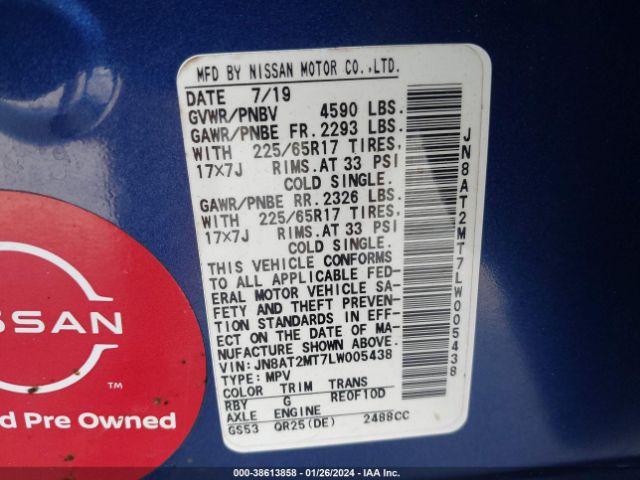 MFD BY NISSAN MOTOR CO.,LTD.
DATE 7/19
GVWR/PNBV 4590 LBS.
GAWR/PNBE FR. 2293 LBS.
WITH 225/65R17 TIRES,
17X7J RIMS.AT 33 PSI
COLD SINGLE.
GAWR/PNBE RR. 2326 LBS.
WITH 225/65R17 TIRES,
17X7J RIMS.AT 33 PSI
COLD SINGLE.
THIS VEHICLE CONFORMS
TO ALL APPLICABLE FED-
ERAL MOTOR VEHICLE SA-
FETY AND THEFT PREVEN-
TION STANDARDS IN EFF-
ECT ON THE DATE OF MA-
NUFACTURE SHOWN ABOVE.
VIN: JN8AT2MT7LW005438
TYPE: MPV
COLOR TRIM TRANS
RBY G RE0F10D
AXLE ENGINE
GS53 QR25(DE) 2488CC
JN8AT2MT7LW005438
NISSAN
d Pre Owned
000-38613858 - 01/26/2024 - IAA Inc.